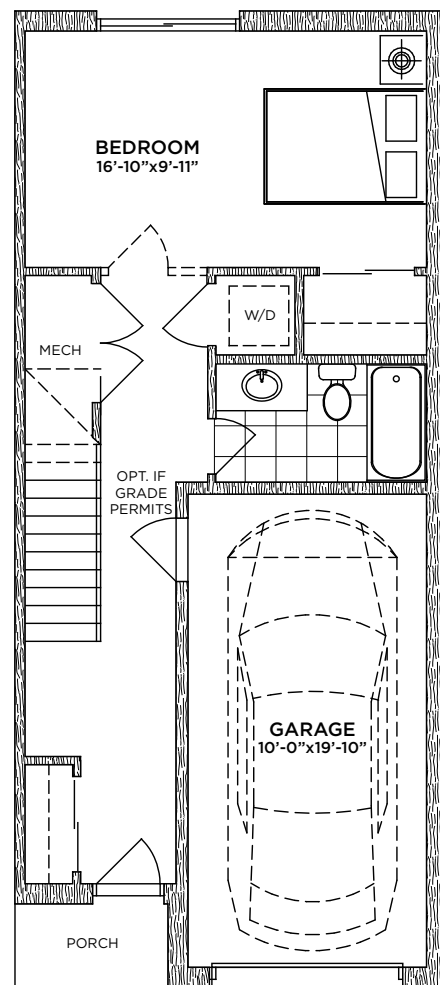 BEDROOM
16’-10”x9’-11”
W/D
MECH
OPT. IF
GRADE
PERMITS
GARAGE
10’-0”x19’-10”
PORCH